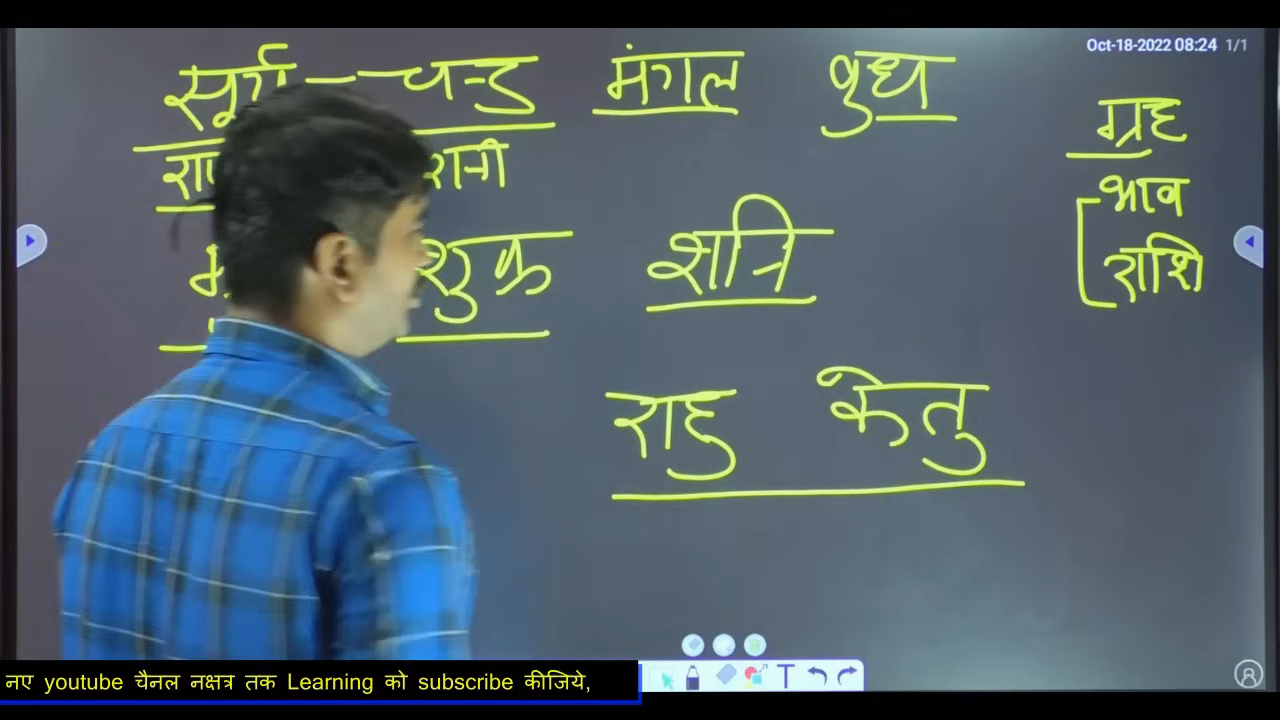 Oct-18-2022 08:24 1/1
सूर्य – चन्द्र मंगल बुध
रानी
शुक्र शनि
राहु केतु
ग्रह
भाव
राशि
T
नए youtube चैनल नक्षत्र तक Learning को subscribe कीजिये,